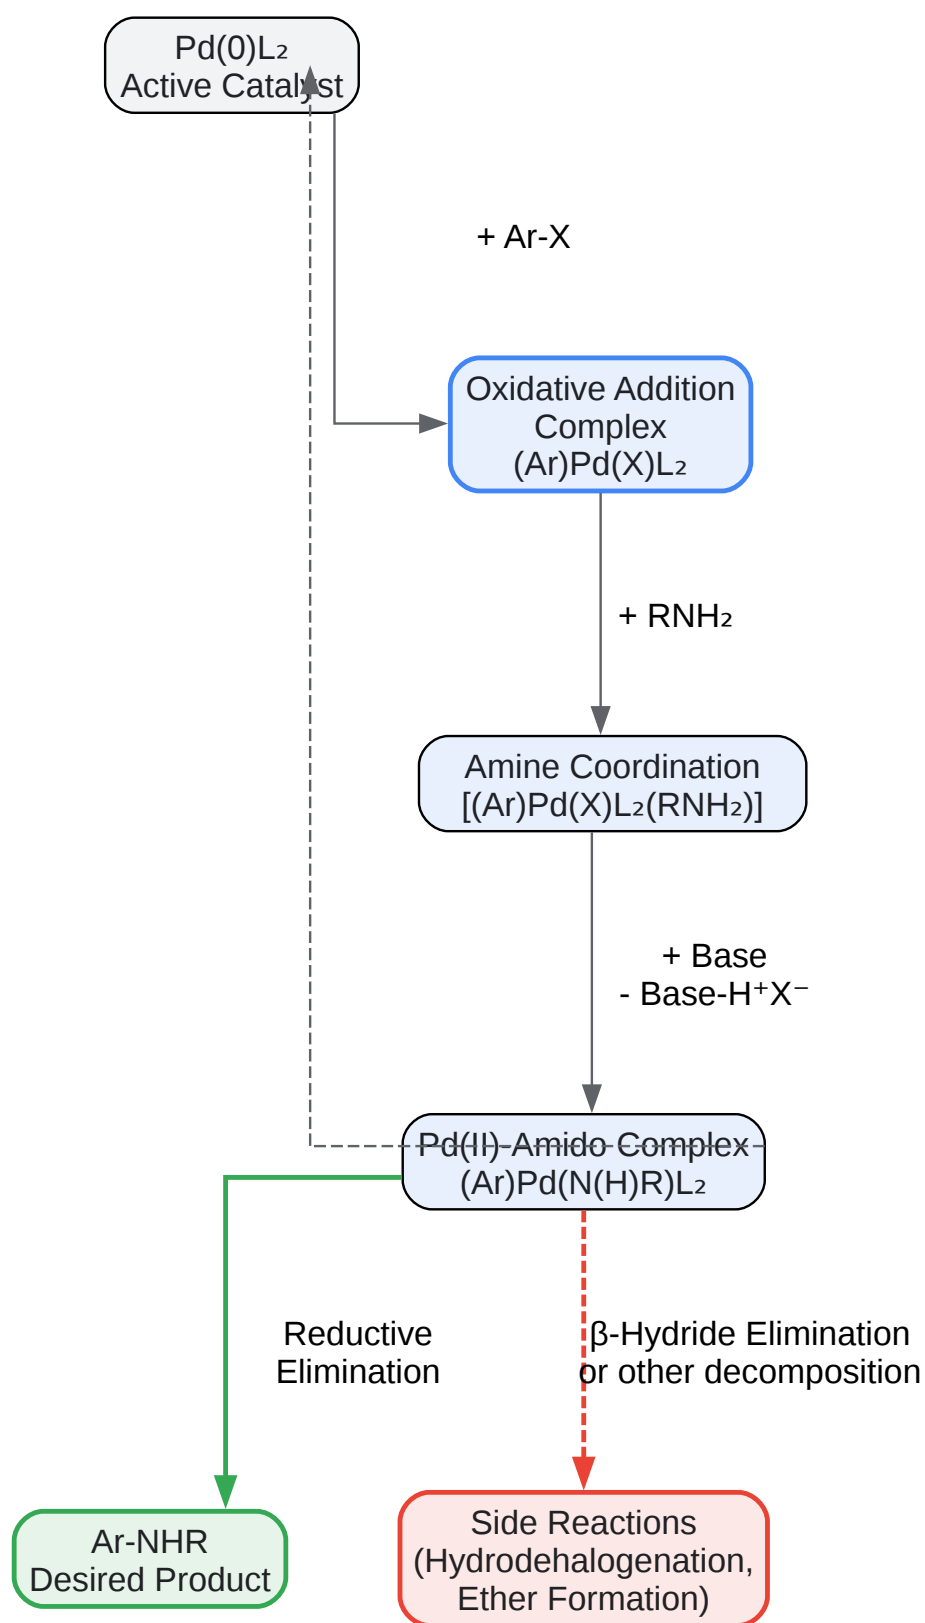 Pd(0)L₂
Active Catalyst
+ Ar-X
Oxidative Addition
Complex
(Ar)Pd(X)L₂
+ RNH₂
Amine Coordination
[(Ar)Pd(X)L₂(RNH₂)]
+ Base
- Base-H⁺X⁻
Pd(II)-Amido Complex
(Ar)Pd(N(H)R)L₂
Reductive
Elimination
β-Hydride Elimination
or other decomposition
Ar-NHR
Desired Product
Side Reactions
(Hydrodehalogenation,
Ether Formation)